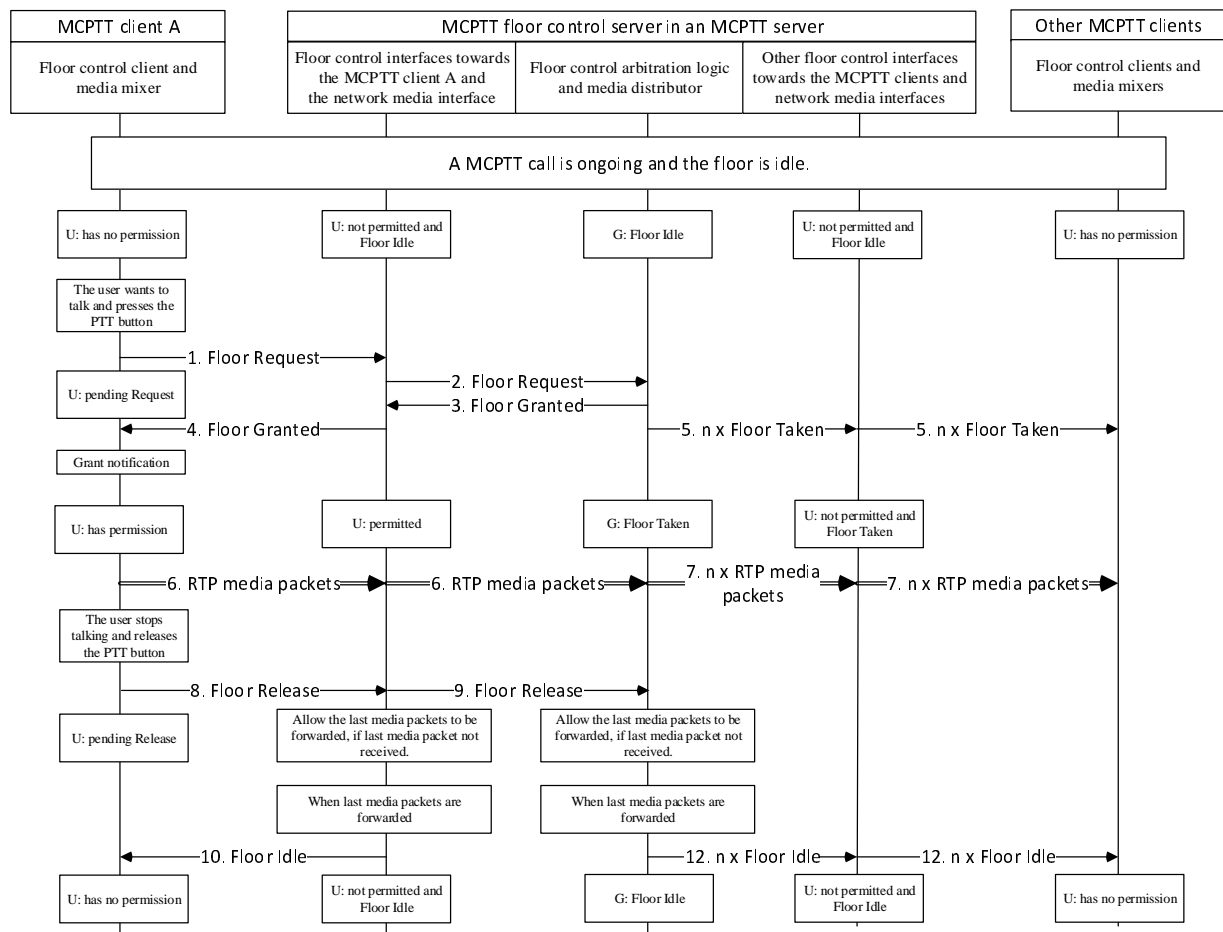 MCPTT client A
MCPTT floor control server in an MCPTT server
Other MCPTT clients
Floor control client and
media mixer
Floor control interfaces towards
the MCPTT client A and
the network media interface
Floor control arbitration logic
and media distributor
Other floor control interfaces
towards the MCPTT clients and
network media interfaces
Floor control clients and
media mixers
A MCPTT call is ongoing and the floor is idle.
U: has no permission
U: not permitted and
Floor Idle
G: Floor Idle
U: not permitted and
Floor Idle
U: has no permission
The user wants to
talk and presses the
PTT button
1. Floor Request
2. Floor Request
U: pending Request
3. Floor Granted
4. Floor Granted
5. n x Floor Taken
5. n x Floor Taken
Grant notification
U: has permission
U: permitted
G: Floor Taken
U: not permitted and
Floor Taken
6. RTP media packets
6. RTP media packets
7. n x RTP media
packets
7. n x RTP media packets
The user stops
talking and releases
the PTT button
8. Floor Release
9. Floor Release
U: pending Release
Allow the last media packets to be
forwarded, if last media packet not
received.
Allow the last media packets to be
forwarded, if last media packet not
received.
When last media packets are
forwarded
When last media packets are
forwarded
10. Floor Idle
12. n x Floor Idle
12. n x Floor Idle
U: has no permission
U: not permitted and
Floor Idle
G: Floor Idle
U: not permitted and
Floor Idle
U: has no permission